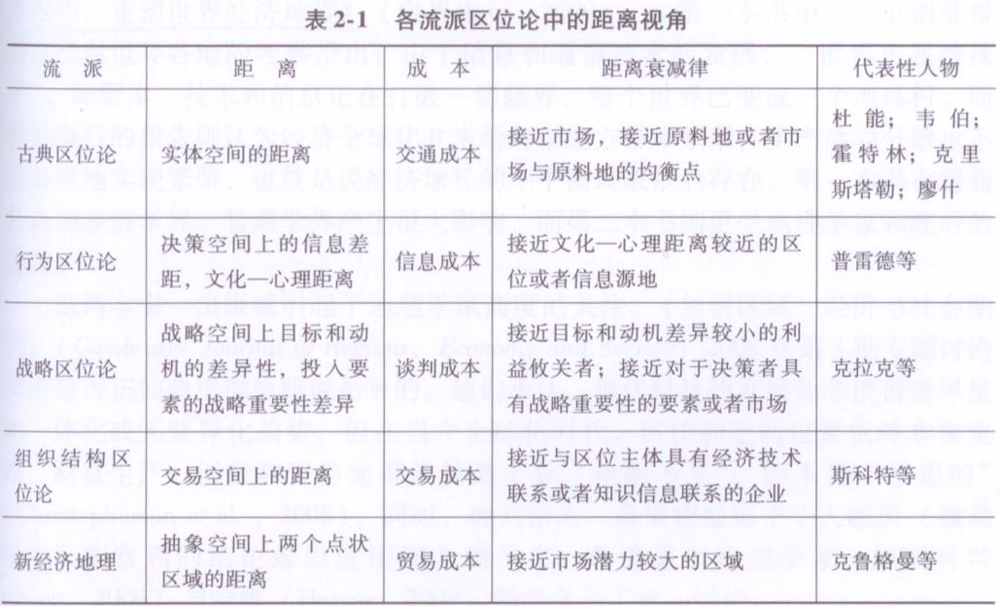 表 2-1 各流派区位论中的距离视角
流 派 距 离 成 本 距离衰减律 代表性人物
古典区位论 实体空间的距离 交通成本 接近市场，接近原料地或者市
场与原料地的均衡点 杜能；韦伯；
霍特林；克里
斯塔勒；廖什
行为区位论 决策空间上的信息差
距，文化—心理距离 信息成本 接近文化—心理距离较近的区
位或者信息源地 普雷德等
战略区位论 战略空间上目标和动
机的差异性，投入要
素的战略重要性差异 谈判成本 接近目标和动机差异较小的利
益攸关者；接近对于决策者具
有战略重要性的要素或者市场 克拉克等
组织结构区
位论 交易空间上的距离 交易成本 接近与区位主体具有经济技术
联系或者知识信息联系的企业 斯科特等
新经济地理 抽象空间上两个点状
区域的距离 贸易成本 接近市场潜力较大的区域 克鲁格曼等